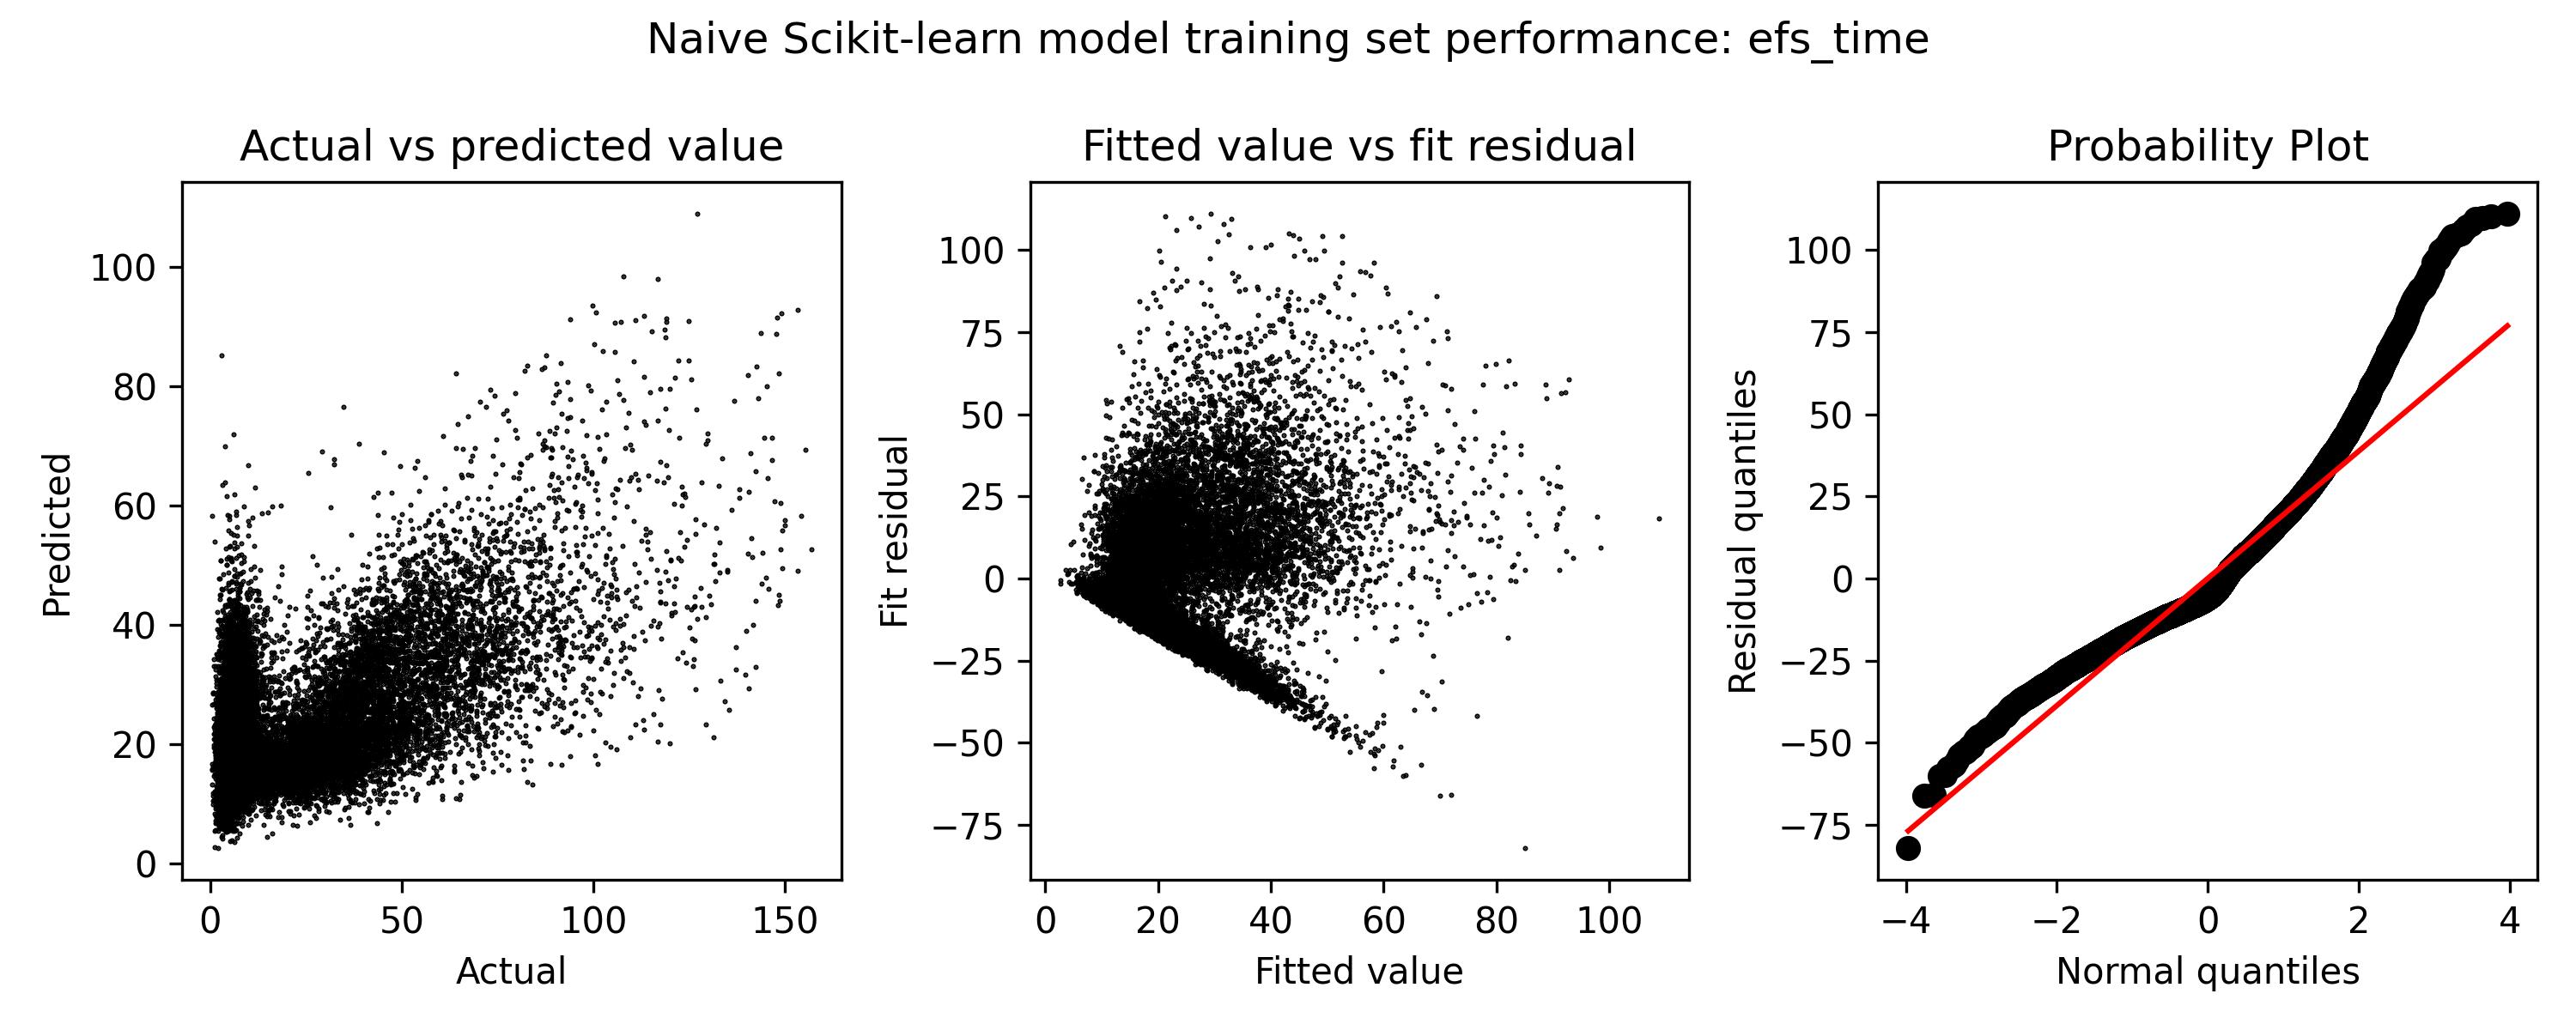 Naive Scikit-learn model training set performance: efs_time
Actual vs predicted value
Predicted
100
80
60
40
20
0
0 50 100 150
Actual
Fitted value vs fit residual
Fit residual
100
75
50
25
0
−25
−50
−75
0 20 40 60 80 100
Fitted value
Probability Plot
Residual quantiles
100
75
50
25
0
−25
−50
−75
−4 −2 0 2 4
Normal quantiles